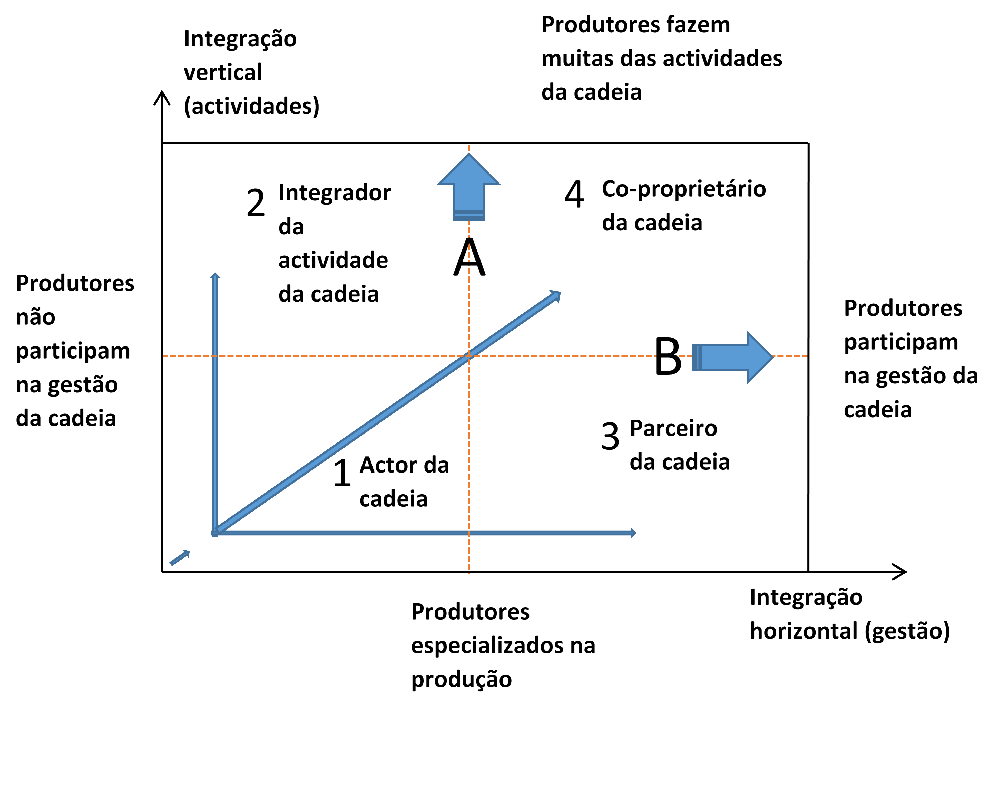 Produtores fazem
muitas das actividades
da cadeia
Integração
vertical
(actividades)
2
Integrador
da
actividade
da cadeia
4
Co-proprietário
da cadeia
A
Produtores
não
participam
na gestão
da cadeia
B
Produtores
participam
na gestão da
cadeia
3
Parceiro
da cadeia
1
Actor da
cadeia
Integração
horizontal (gestão)
Produtores
especializados na
produção